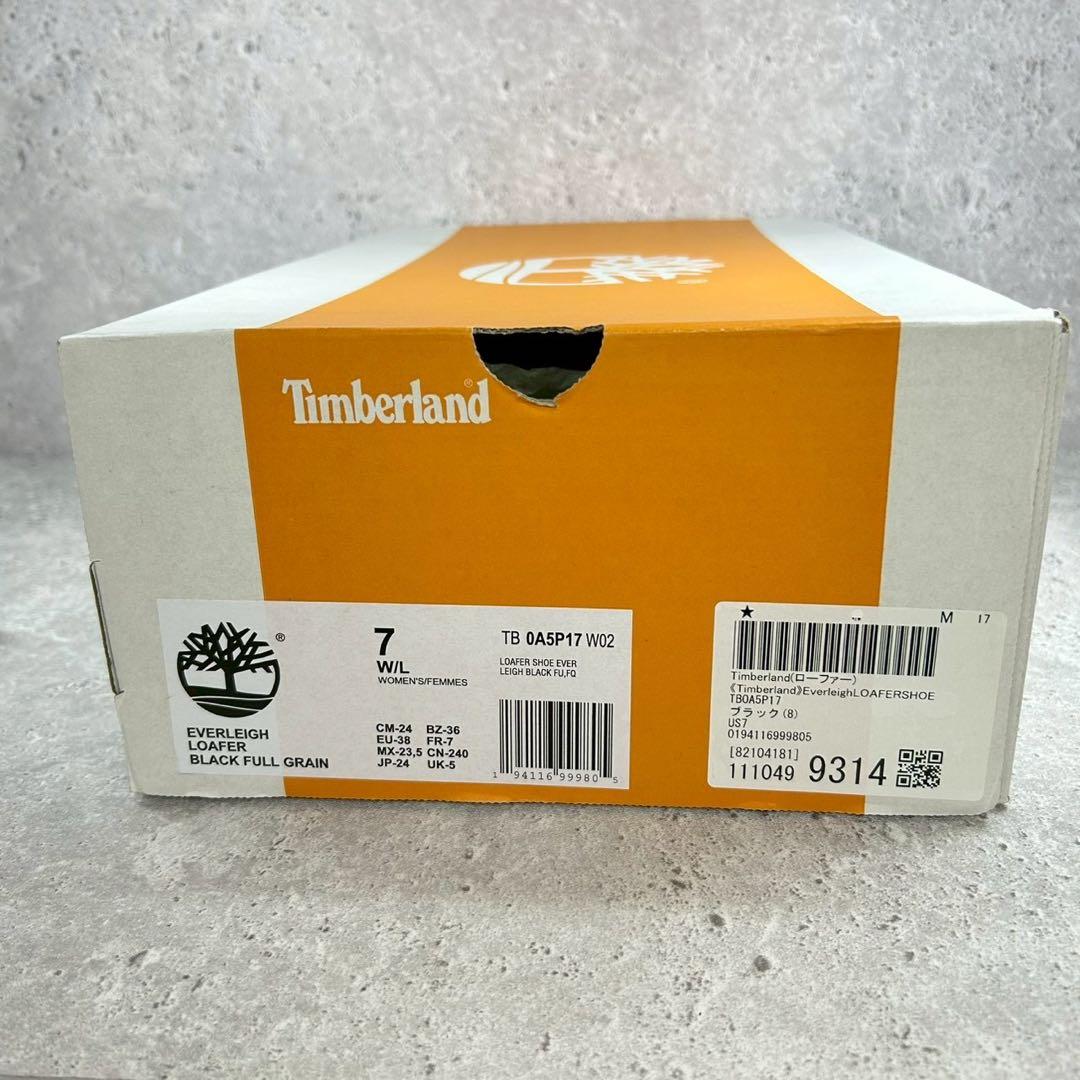 ®
Timberland®
®
EVERLEIGH
LOAFER
BLACK FULL GRAIN
7
W/L
WOMEN'S/FEMMES
CM-24 BZ-36
EU-38 FR-7
MX-23,5 CN-240
JP-24 UK-5
TB 0A5P17 W02
LOAFER SHOE EVER
LEIGH BLACK FU,FQ
1 94116 99980 5
★ M 17
Timberland(ローファー)
《Timberland》EverleighLOAFERSHOE
TB0A5P17
ブラック(8)
US7
0194116999805
[82104181]
111049 9314